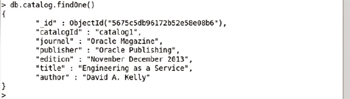 > db.catalog.findOne()
{
"_id" : ObjectId("5675c5db96172b52e58e08b6"),
"catalogId" : "catalog1",
"journal" : "Oracle Magazine",
"publisher" : "Oracle Publishing",
"edition" : "November December 2013",
"title" : "Engineering as a Service",
"author" : "David A. Kelly"
}
>